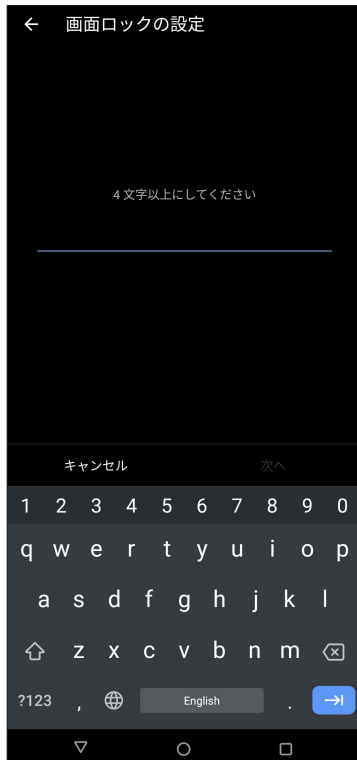 画面ロックの設定
4 文字以上にしてください
キャンセル 次へ
1 2 3 4 5 6 7 8 9 0
q w e r t y u i o p
a s d f g h j k l
z x c v b n m
?123 , English .